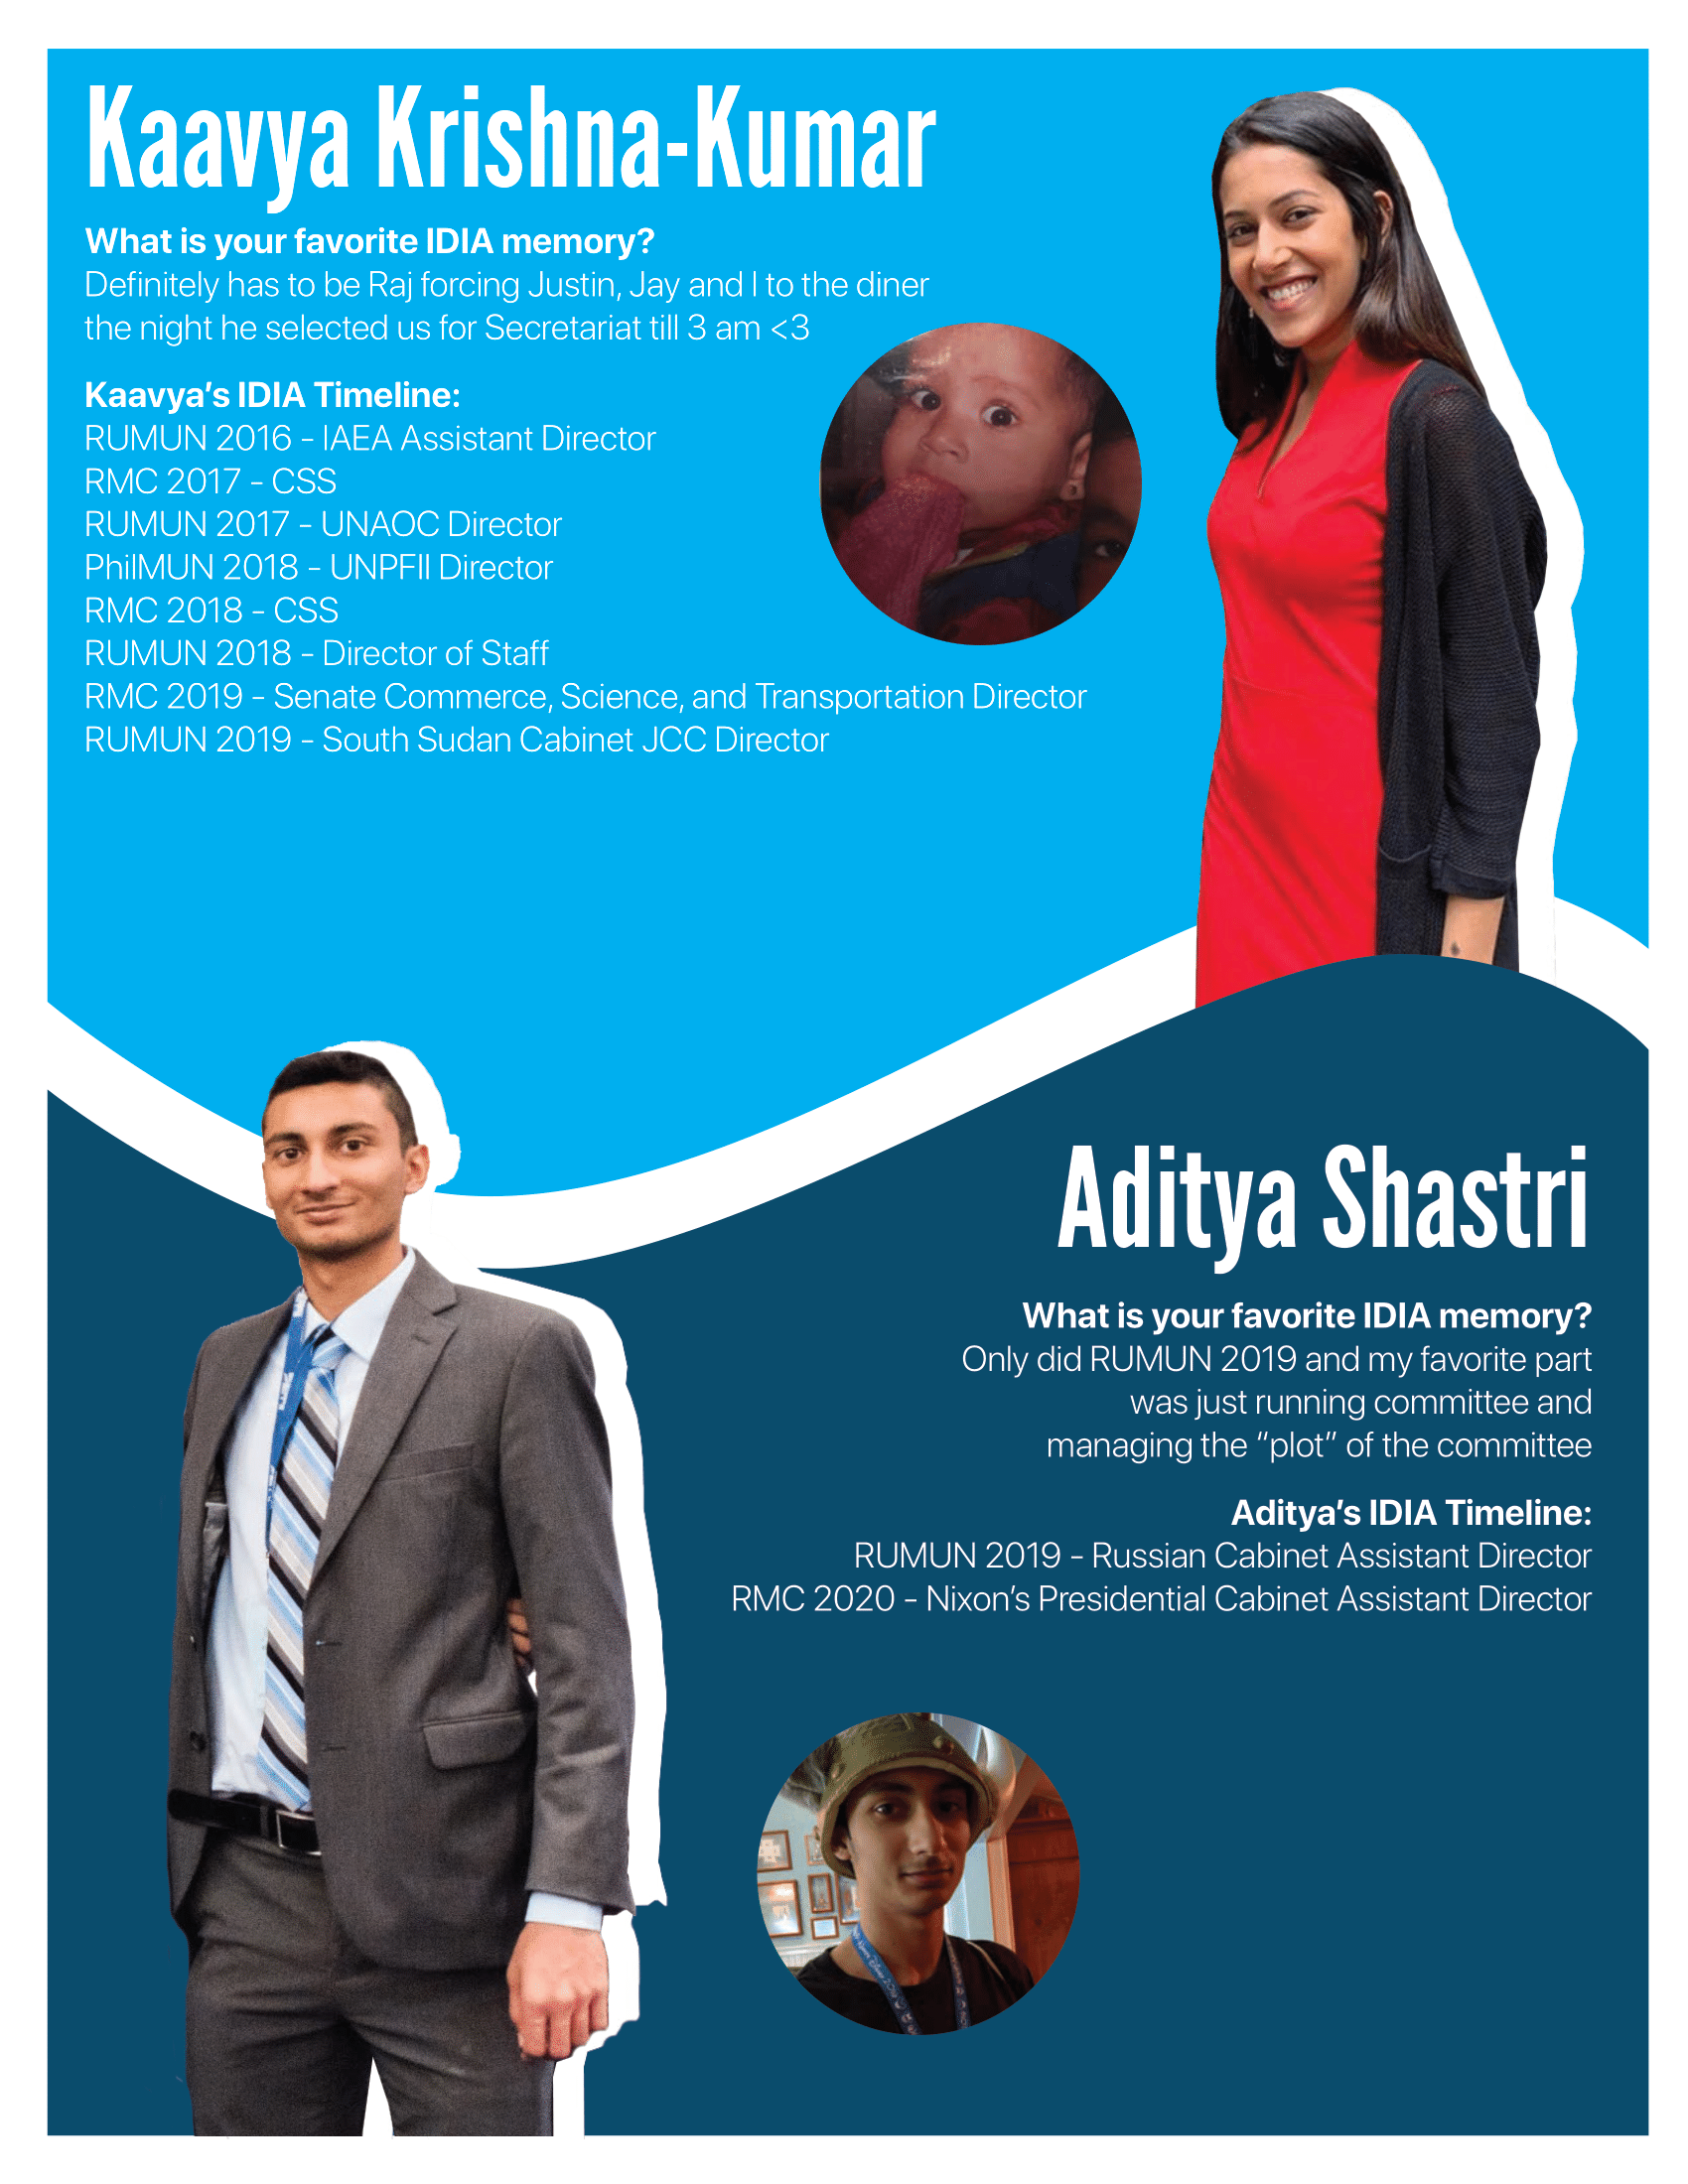 Kaavya Krishna-Kumar
What is your favorite IDIA memory?
Definitely has to be Raj forcing Justin, Jay and I to the diner
the night he selected us for Secretariat till 3 am <3
Kaavya’s IDIA Timeline:
RUMUN 2016 - IAEA Assistant Director
RMC 2017 - CSS
RUMUN 2017 - UNAOC Director
PhilMUN 2018 - UNPFII Director
RMC 2018 - CSS
RUMUN 2018 - Director of Staff
RMC 2019 - Senate Commerce, Science, and Transportation Director
RUMUN 2019 - South Sudan Cabinet JCC Director
Aditya Shastri
What is your favorite IDIA memory?
Only did RUMUN 2019 and my favorite part
was just running committee and
managing the “plot” of the committee
Aditya’s IDIA Timeline:
RUMUN 2019 - Russian Cabinet Assistant Director
RMC 2020 - Nixon’s Presidential Cabinet Assistant Director